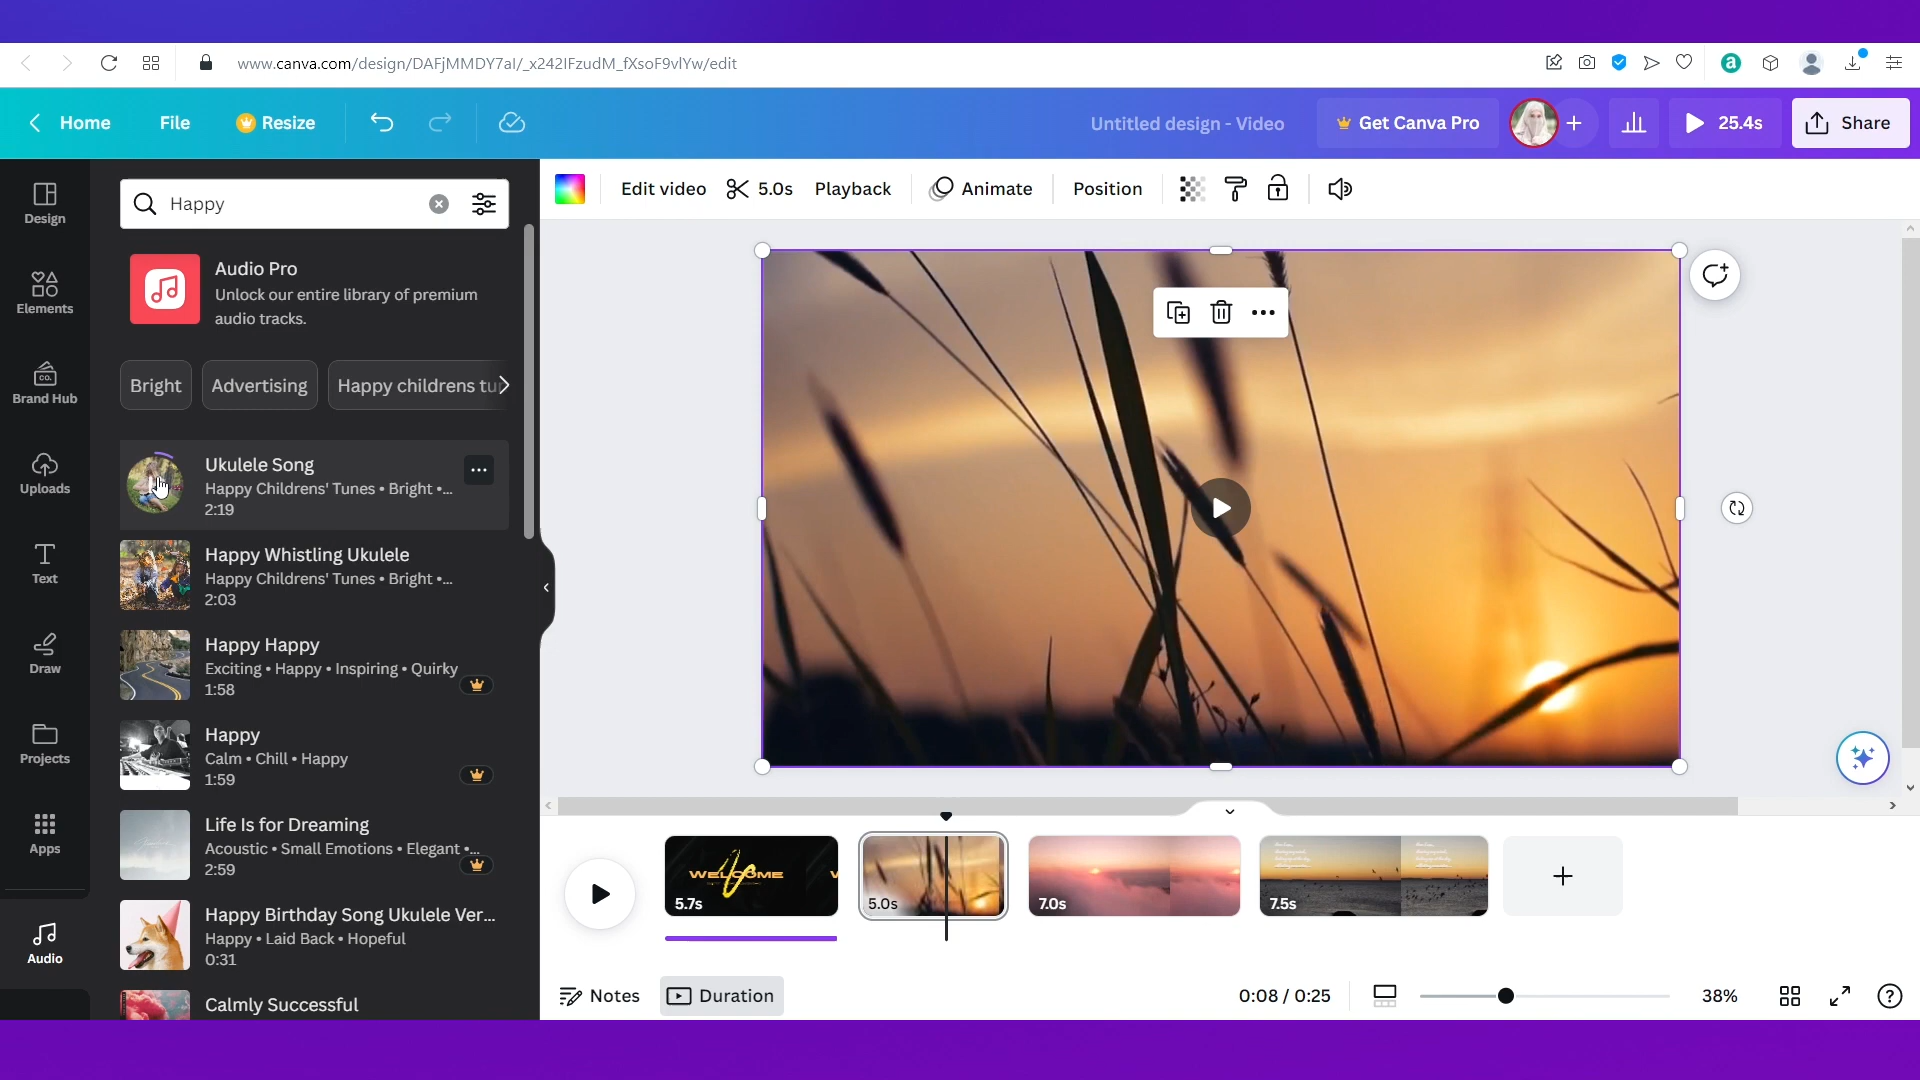 www.canva.com/design/DAFjMMDY7aI/_x242IFzudM_fXsoF9vlYw/edit
Home File Resize
Untitled design - Video
Get Canva Pro
25.4s
Share
Design
Elements
Brand Hub
Uploads
Text
Draw
Projects
Apps
Audio
Happy
Audio Pro
Unlock our entire library of premium
audio tracks.
Bright Advertising Happy childrens tu
Ukulele Song
Happy Childrens' Tunes • Bright •...
2:19
Happy Whistling Ukulele
Happy Childrens' Tunes • Bright •...
2:03
Happy Happy
Exciting • Happy • Inspiring • Quirky
1:58
Happy
Calm • Chill • Happy
1:59
Life Is for Dreaming
Acoustic • Small Emotions • Elegant •...
2:59
Happy Birthday Song Ukulele Ver...
Happy • Laid Back • Hopeful
0:31
Calmly Successful
Edit video 5.0s Playback Animate Position
WELCOME
5.7s
5.0s
7.0s
7.5s
Notes Duration
0:08 / 0:25
38%